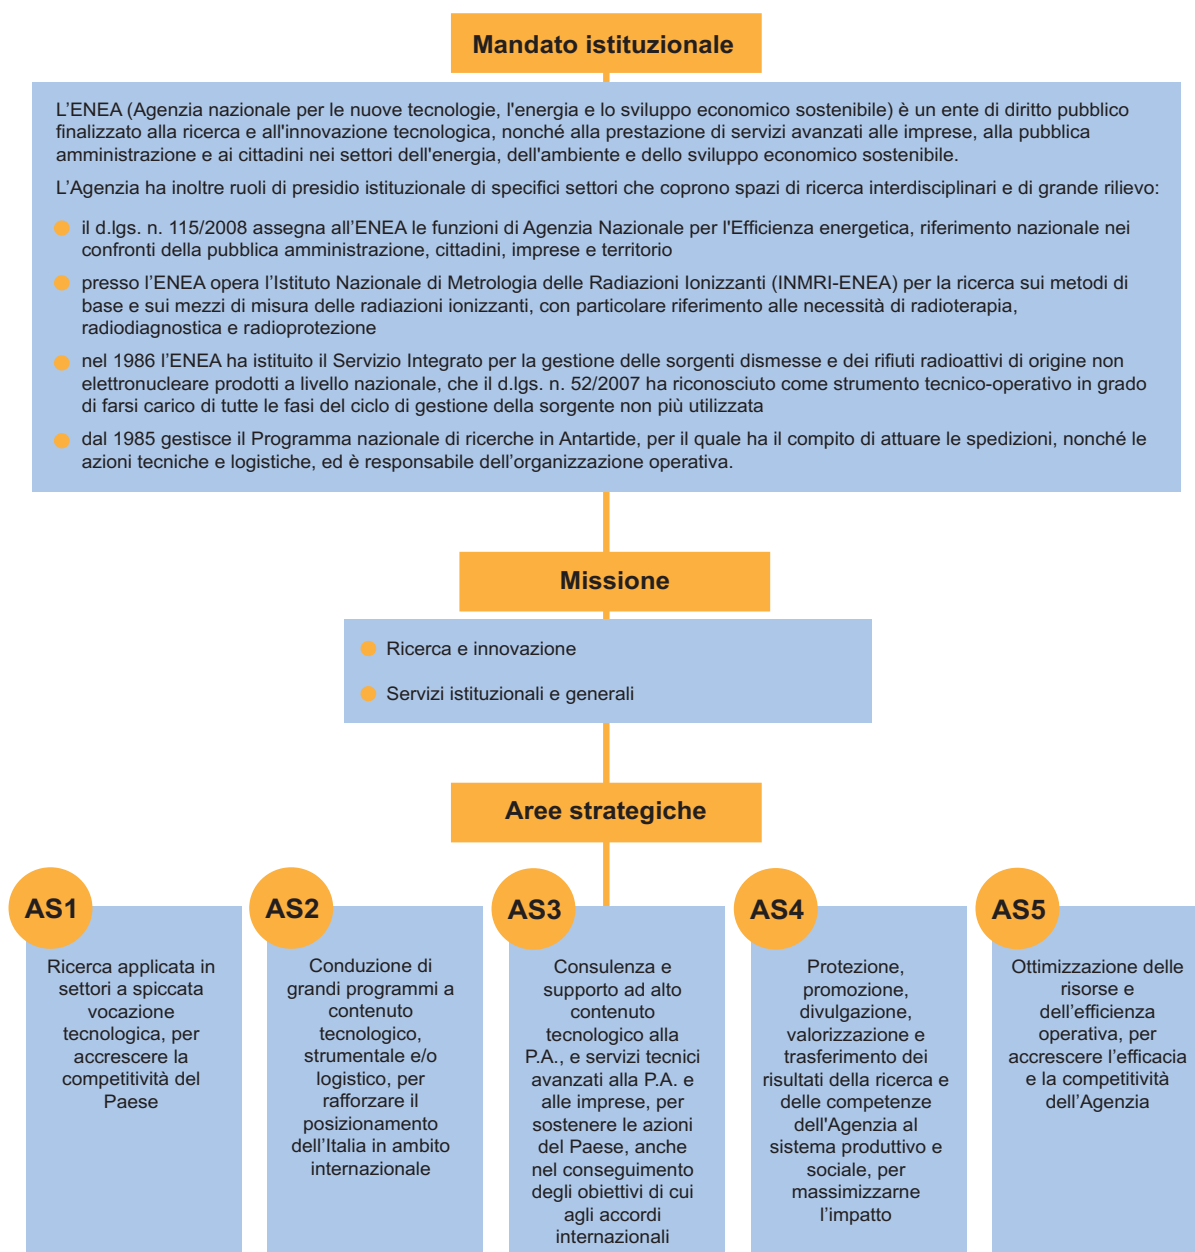 Mandato istituzionale
L’ENEA (Agenzia nazionale per le nuove tecnologie, l'energia e lo sviluppo economico sostenibile) è un ente di diritto pubblico
finalizzato alla ricerca e all'innovazione tecnologica, nonché alla prestazione di servizi avanzati alle imprese, alla pubblica
amministrazione e ai cittadini nei settori dell'energia, dell'ambiente e dello sviluppo economico sostenibile.
L’Agenzia ha inoltre ruoli di presidio istituzionale di specifici settori che coprono spazi di ricerca interdisciplinari e di grande rilievo:
il d.lgs. n. 115/2008 assegna all’ENEA le funzioni di Agenzia Nazionale per l'Efficienza energetica, riferimento nazionale nei
confronti della pubblica amministrazione, cittadini, imprese e territorio
presso l’ENEA opera l’Istituto Nazionale di Metrologia delle Radiazioni Ionizzanti (INMRI-ENEA) per la ricerca sui metodi di
base e sui mezzi di misura delle radiazioni ionizzanti, con particolare riferimento alle necessità di radioterapia,
radiodiagnostica e radioprotezione
nel 1986 l’ENEA ha istituito il Servizio Integrato per la gestione delle sorgenti dismesse e dei rifiuti radioattivi di origine non
elettronucleare prodotti a livello nazionale, che il d.lgs. n. 52/2007 ha riconosciuto come strumento tecnico-operativo in grado
di farsi carico di tutte le fasi del ciclo di gestione della sorgente non più utilizzata
dal 1985 gestisce il Programma nazionale di ricerche in Antartide, per il quale ha il compito di attuare le spedizioni, nonché le
azioni tecniche e logistiche, ed è responsabile dell’organizzazione operativa.
Missione
Ricerca e innovazione
Servizi istituzionali e generali
Aree strategiche
AS1
Ricerca applicata in
settori a spiccata
vocazione
tecnologica, per
accrescere la
competitività del
Paese
AS2
Conduzione di
grandi programmi a
contenuto
tecnologico,
strumentale e/o
logistico, per
rafforzare il
posizionamento
dell’Italia in ambito
internazionale
AS3
Consulenza e
supporto ad alto
contenuto
tecnologico alla
P.A., e servizi tecnici
avanzati alla P.A. e
alle imprese, per
sostenere le azioni
del Paese, anche
nel conseguimento
degli obiettivi di cui
agli accordi
internazionali
AS4
Protezione,
promozione,
divulgazione,
valorizzazione e
trasferimento dei
risultati della ricerca e
delle competenze
dell'Agenzia al
sistema produttivo e
sociale, per
massimizzarne
l’impatto
AS5
Ottimizzazione delle
risorse e
dell’efficienza
operativa, per
accrescere l’efficacia
e la competitività
dell’Agenzia